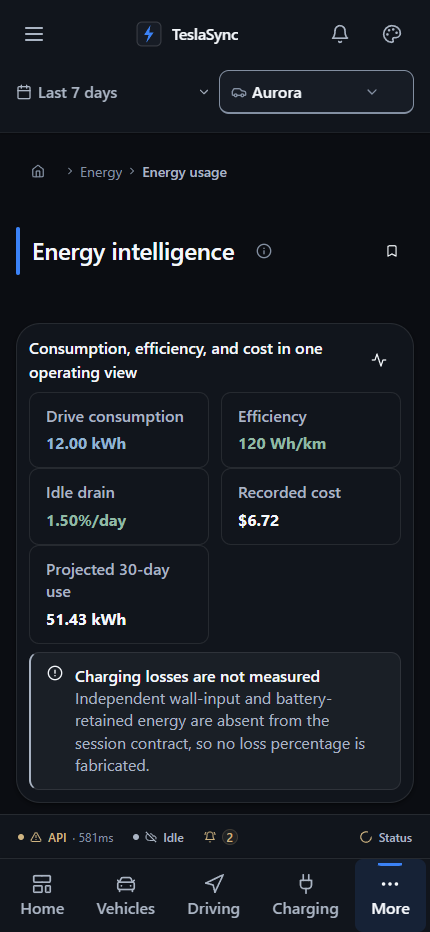 TeslaSync
Last 7 days
Aurora
Energy
Energy usage
Energy intelligence
Consumption, efficiency, and cost in one
operating view
Drive consumption
12.00 kWh
Efficiency
120 Wh/km
Idle drain
1.50%/day
Recorded cost
$6.72
Projected 30-day
use
51.43 kWh
Charging losses are not measured
Independent wall-input and battery-
retained energy are absent from the
session contract, so no loss percentage is
fabricated.
API · 581ms
Idle
2
Status
Home
Vehicles
Driving
Charging
More